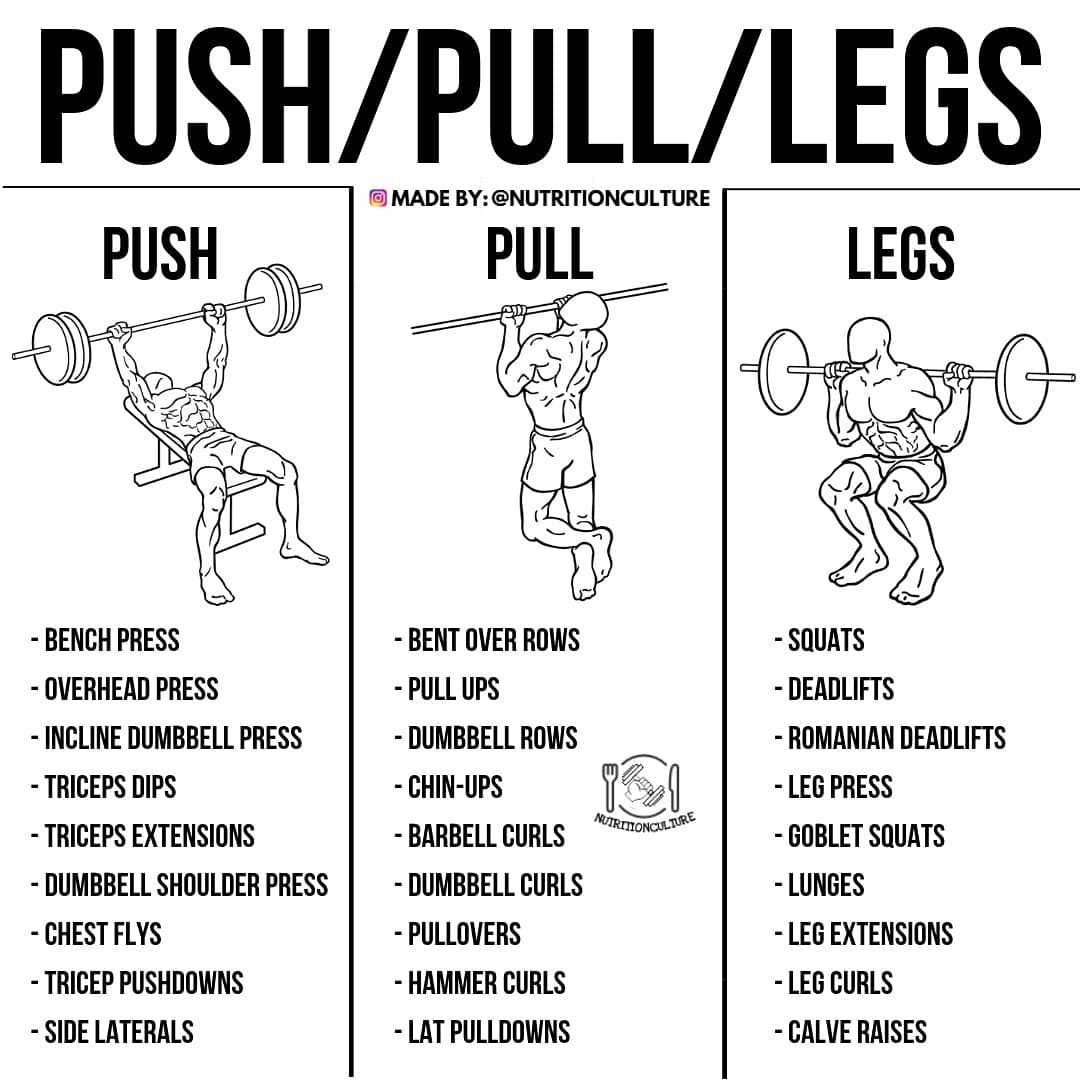 PUSH/PULL/LEGS
MADE BY: @NUTRITIONCULTURE
PUSH
- BENCH PRESS
- OVERHEAD PRESS
- INCLINE DUMBBELL PRESS
- TRICEPS DIPS
- TRICEPS EXTENSIONS
- DUMBBELL SHOULDER PRESS
- CHEST FLYS
- TRICEP PUSHDOWNS
- SIDE LATERALS
PULL
- BENT OVER ROWS
- PULL UPS
- DUMBBELL ROWS
- CHIN-UPS
- BARBELL CURLS
- DUMBBELL CURLS
- PULLOVERS
- HAMMER CURLS
- LAT PULLDOWNS
NUTRITIONCULTURE
LEGS
- SQUATS
- DEADLIFTS
- ROMANIAN DEADLIFTS
- LEG PRESS
- GOBLET SQUATS
- LUNGES
- LEG EXTENSIONS
- LEG CURLS
- CALVE RAISES